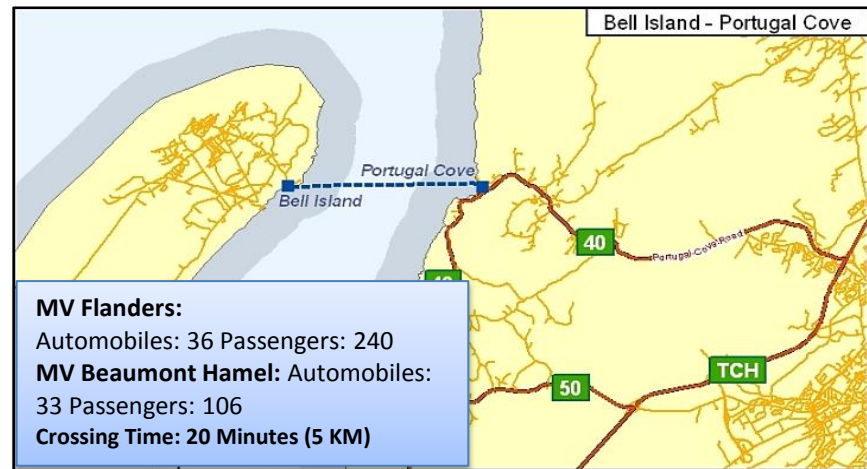 Bell Island - Portugal Cove
Portugal Cove
Bell Island
40
Portugal Cove Road
TCH
50
MV Flanders:
Automobiles: 36 Passengers: 240
MV Beaumont Hamel: Automobiles:
33 Passengers: 106
Crossing Time: 20 Minutes (5 KM)